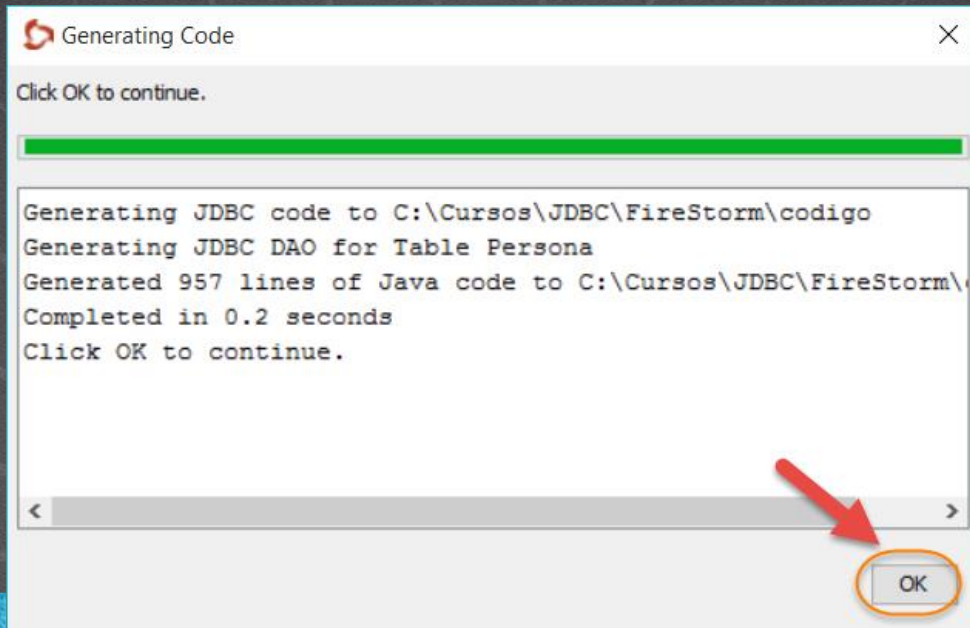 Generating Code
Click OK to continue.
Generating JDBC code to C:\Cursos\JDBC\FireStorm\codigo
Generating JDBC DAO for Table Persona
Generated 957 lines of Java code to C:\Cursos\JDBC\FireStorm\
Completed in 0.2 seconds
Click OK to continue.
OK